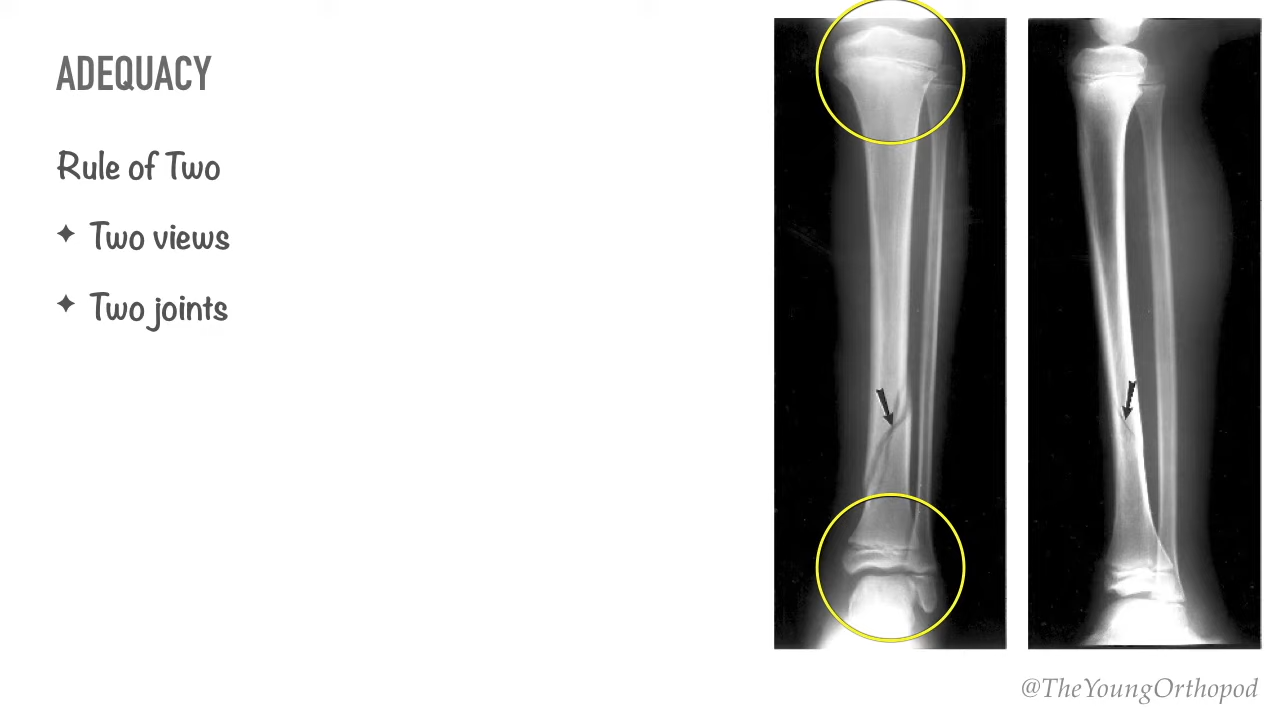 ADEQUACY
Rule of Two
✦ Two views
✦ Two joints
@TheYoungOrthopod